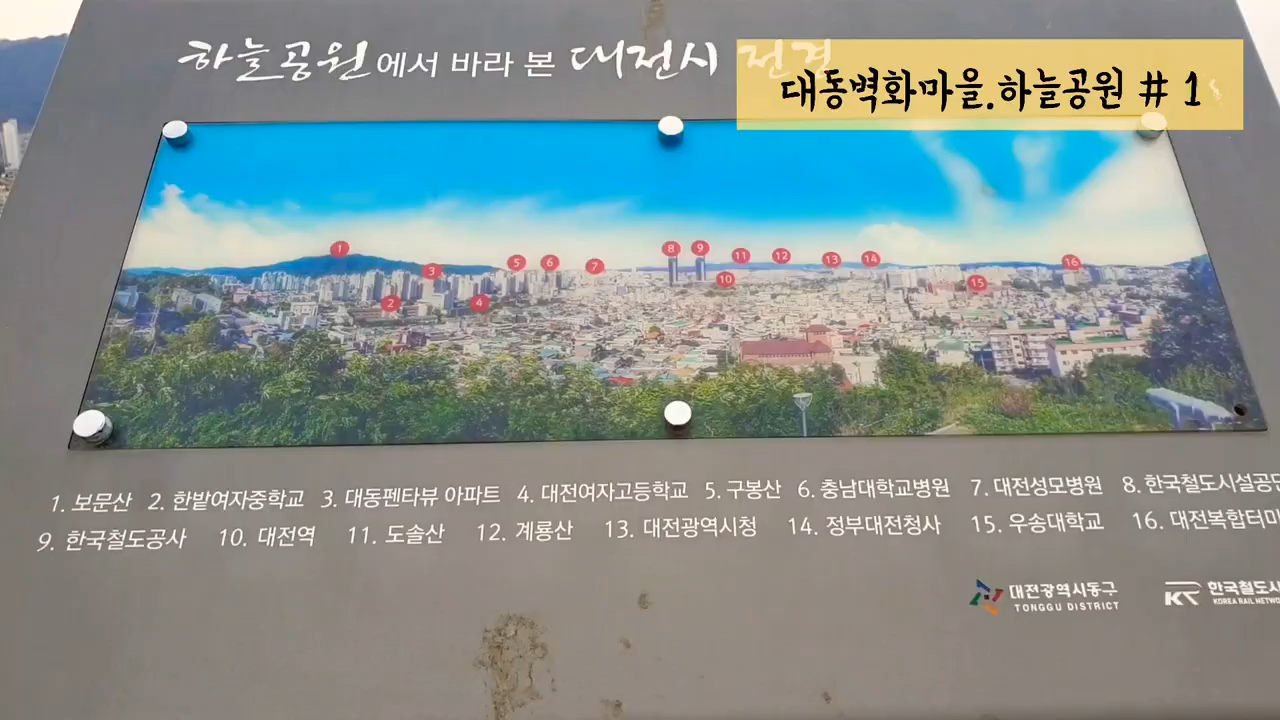 하늘공원에서 바라 본 대전시 전경
대동벽화마을.하늘공원 # 1
1 2 3 4 5 6 7 8 9 10 11 12 13 14 15 16
1. 보문산 2. 한밭여자중학교 3. 대동펜타뷰 아파트 4. 대전여자고등학교 5. 구봉산 6. 충남대학교병원 7. 대전성모병원 8. 한국철도시설공단
9. 한국철도공사 10. 대전역 11. 도솔산 12. 계룡산 13. 대전광역시청 14. 정부대전청사 15. 우송대학교 16. 대전복합터미
대전광역시동구
TONGGU DISTRICT
KR 한국철도시
KOREA RAIL NETWO